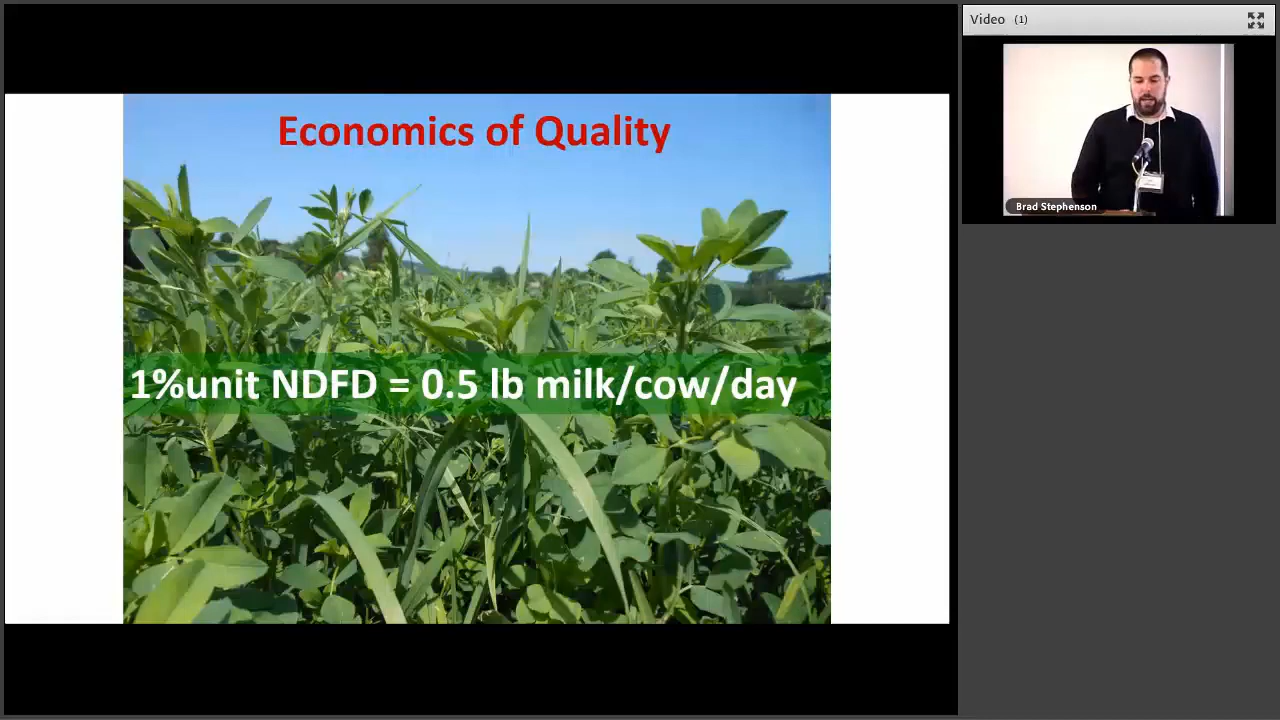 Economics of Quality
1%unit NDFD = 0.5 lb milk/cow/day
Video (1)
Brad Stephenson